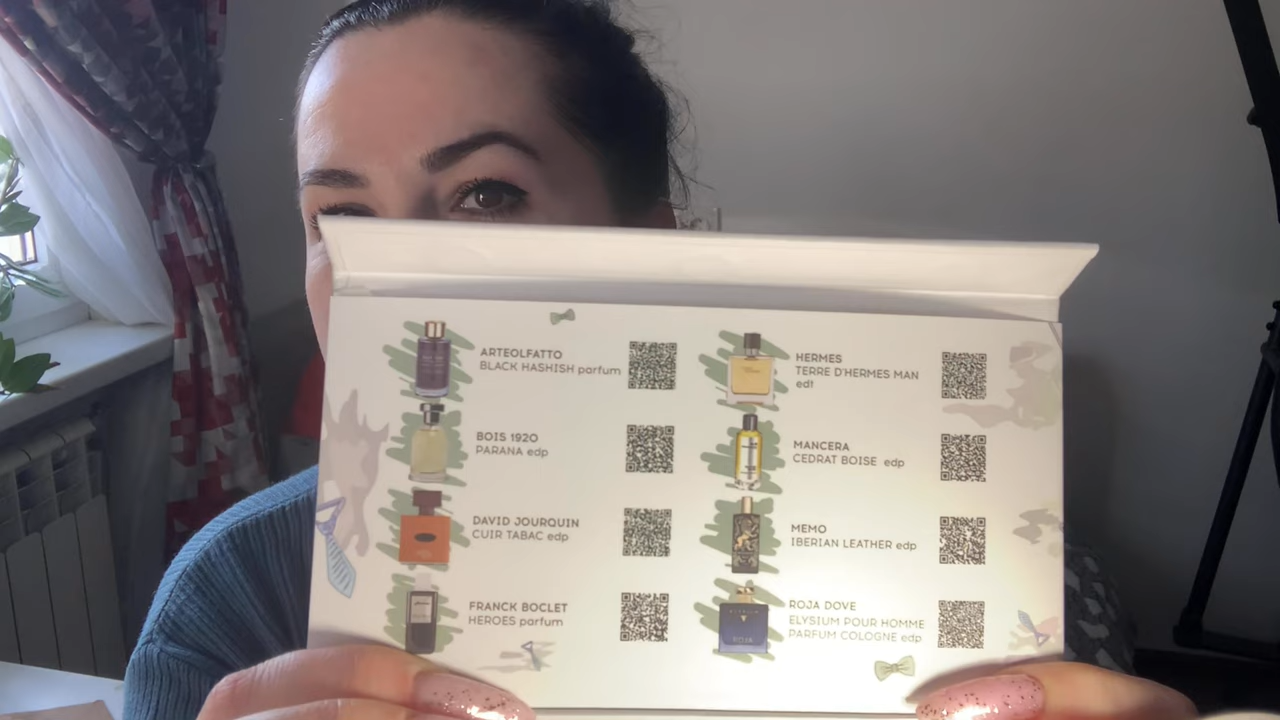 ARTEOLFATTO
BLACK HASHISH parfum
BOIS 1920
PARANA edp
DAVID JOURQUIN
CUIR TABAC edp
FRANCK BOCLET
HEROES parfum
HERMES
TERRE D'HERMES MAN
edt
MANCERA
CEDRAT BOISE edp
MEMO
IBERIAN LEATHER edp
ROJA DOVE
ELYSIUM POUR HOMME
PARFUM COLOGNE edp
ROJA